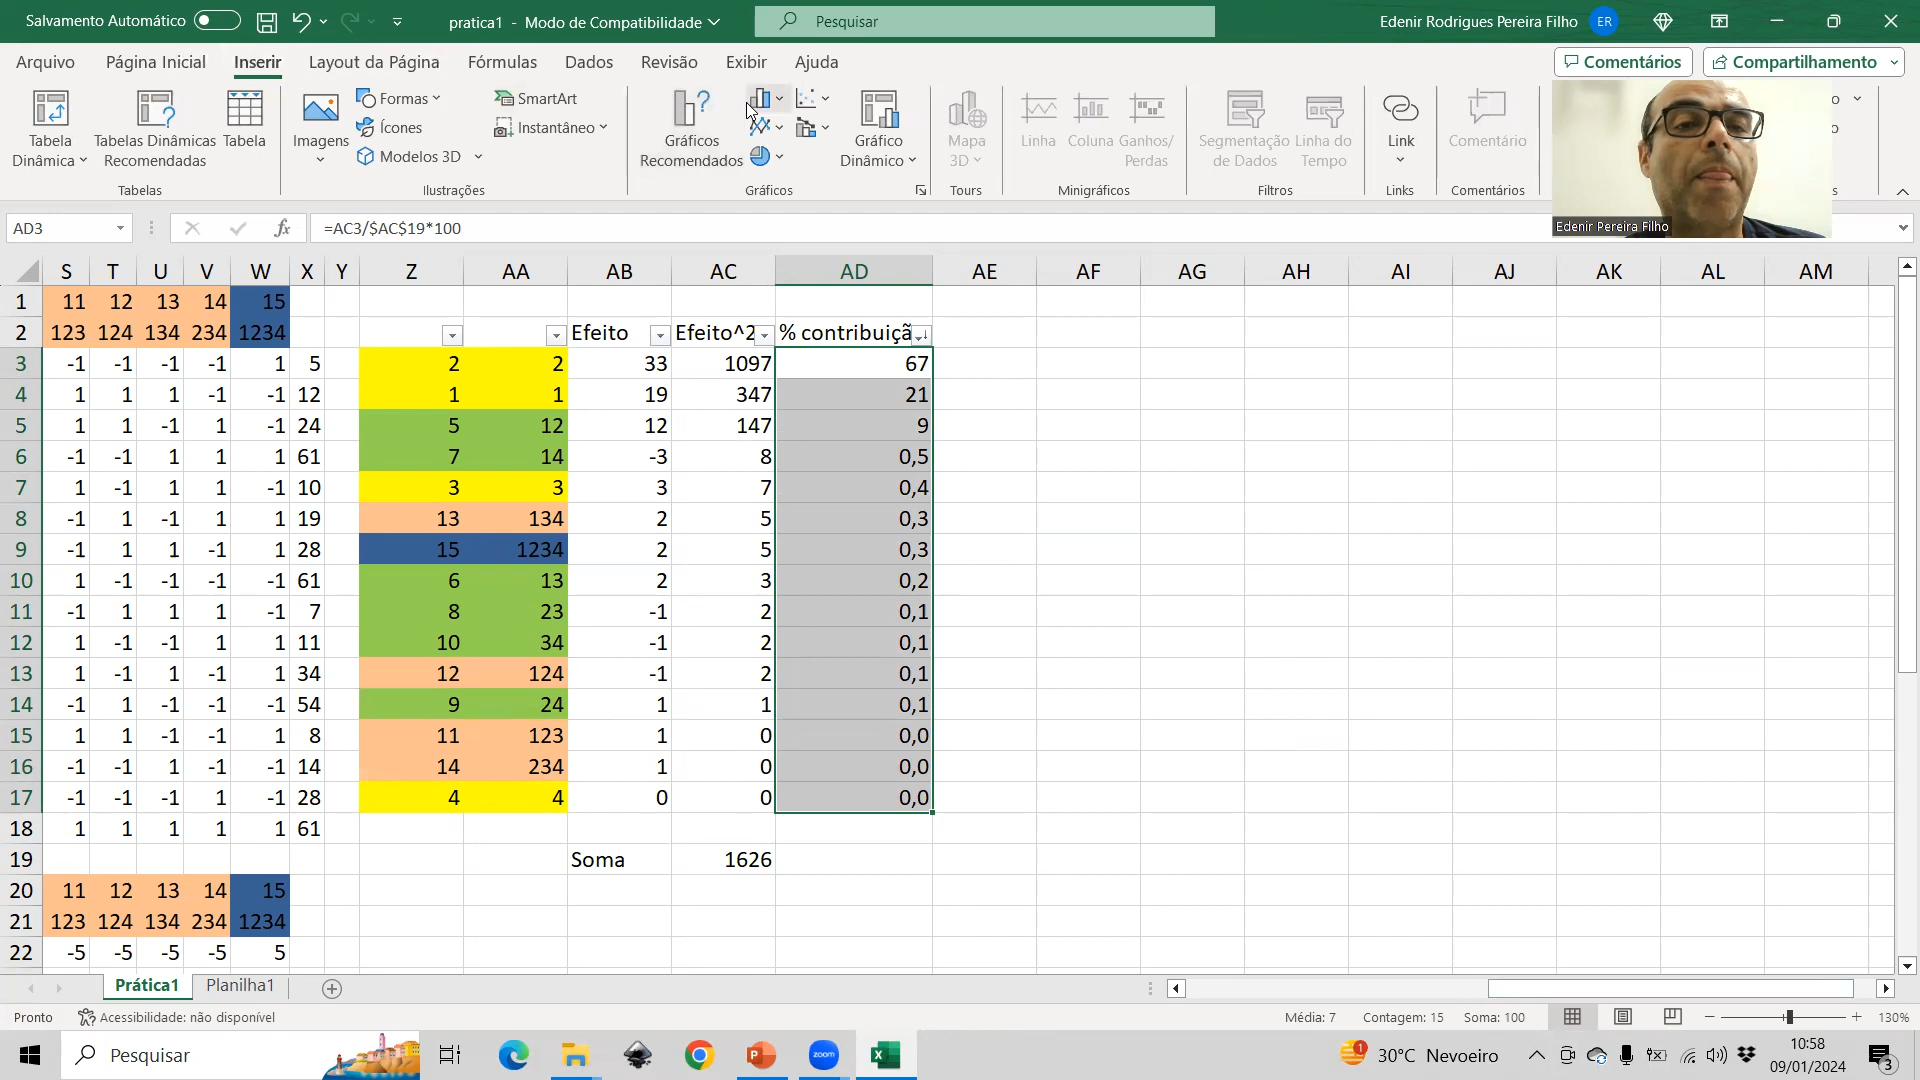 Salvamento Automático
pratica1 - Modo de Compatibilidade
Pesquisar
Edenir Rodrigues Pereira Filho
ER
Arquivo Página Inicial Inserir Layout da Página Fórmulas Dados Revisão Exibir Ajuda
Comentários
Compartilhamento
Tabela Dinâmica
Tabelas Dinâmicas Recomendadas
Tabela
Tabelas
Imagens
Formas
Ícones
Modelos 3D
SmartArt
Instantâneo
Ilustrações
Gráficos Recomendados
Gráfico Dinâmico
Gráficos
Mapa 3D
Tours
Linha
Coluna
Ganhos/ Perdas
Minigráficos
Segmentação de Dados
Linha do Tempo
Filtros
Link
Links
Comentário
Comentários
Edenir Pereira Filho
AD3
fx
=AC3/$AC$19*100
S T U V W X Y Z AA AB AC AD AE AF AG AH AI AJ AK AL AM
1 11 12 13 14 15
2 123 124 134 234 1234 Efeito Efeito^2 % contribuiçã
3 -1 -1 -1 -1 1 5 2 2 33 1097 67
4 1 1 1 -1 -1 12 1 1 19 347 21
5 1 1 -1 1 -1 24 5 12 12 147 9
6 -1 -1 1 1 1 61 7 14 -3 8 0,5
7 1 -1 1 1 -1 10 3 3 3 7 0,4
8 -1 1 -1 1 1 19 13 134 2 5 0,3
9 -1 1 1 -1 1 28 15 1234 2 5 0,3
10 1 -1 -1 -1 1 61 6 13 2 3 0,2
11 -1 1 1 1 -1 7 8 23 -1 2 0,1
12 1 -1 -1 1 1 11 10 34 -1 2 0,1
13 1 -1 1 -1 1 34 12 124 -1 2 0,1
14 -1 1 -1 -1 -1 54 9 24 1 1 0,1
15 1 1 -1 -1 1 8 11 123 1 0 0,0
16 -1 -1 1 -1 -1 14 14 234 1 0 0,0
17 -1 -1 -1 1 -1 28 4 4 0 0 0,0
18 1 1 1 1 1 61
19 Soma 1626
20 11 12 13 14 15
21 123 124 134 234 1234
22 -5 -5 -5 -5 5
Prática1 Planilha1
Pronto
Acessibilidade: não disponível
Média: 7 Contagem: 15 Soma: 100
130%
Pesquisar
zoom
1
30°C Nevoeiro
10:58
09/01/2024
3